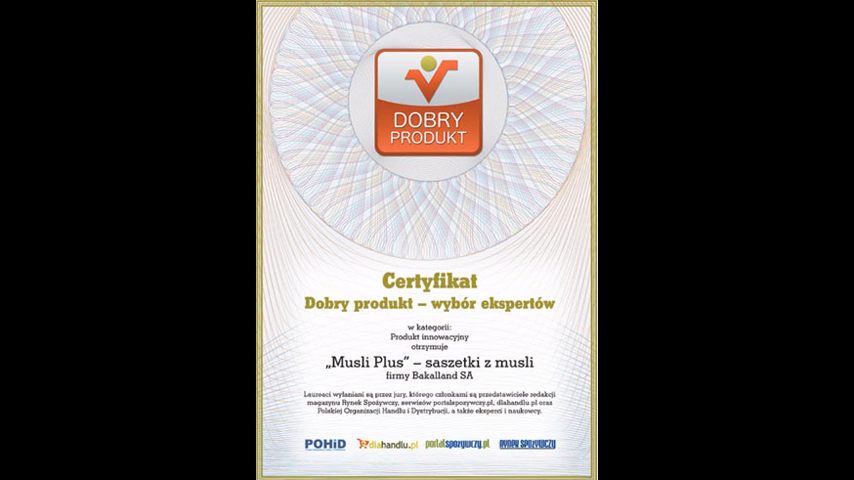 DOBRY
PRODUKT
Certyfikat
Dobry produkt – wybór ekspertów
w kategorii:
Produkt innowacyjny
otrzymuje
„Musli Plus” – saszetki z musli
firmy Bakalland SA
Laureaci wyłaniani są przez jury, którego członkami są przedstawiciele redakcji
magazynu Rynek Spożywczy, serwisów portalspozywczy.pl, dlahandlu.pl oraz
Polskiej Organizacji Handlu i Dystrybucji, a także eksperci i naukowcy.
POHiD dlahandlu.pl portalspożywczy.pl RYNEK SPOŻYWCZY